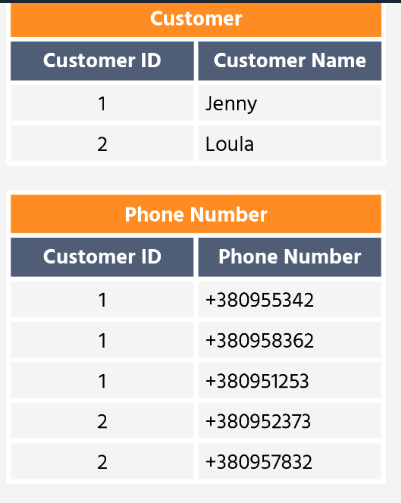 Customer
Customer ID Customer Name
1 Jenny
2 Loula
Phone Number
Customer ID Phone Number
1 +380955342
1 +380958362
1 +380951253
2 +380952373
2 +380957832